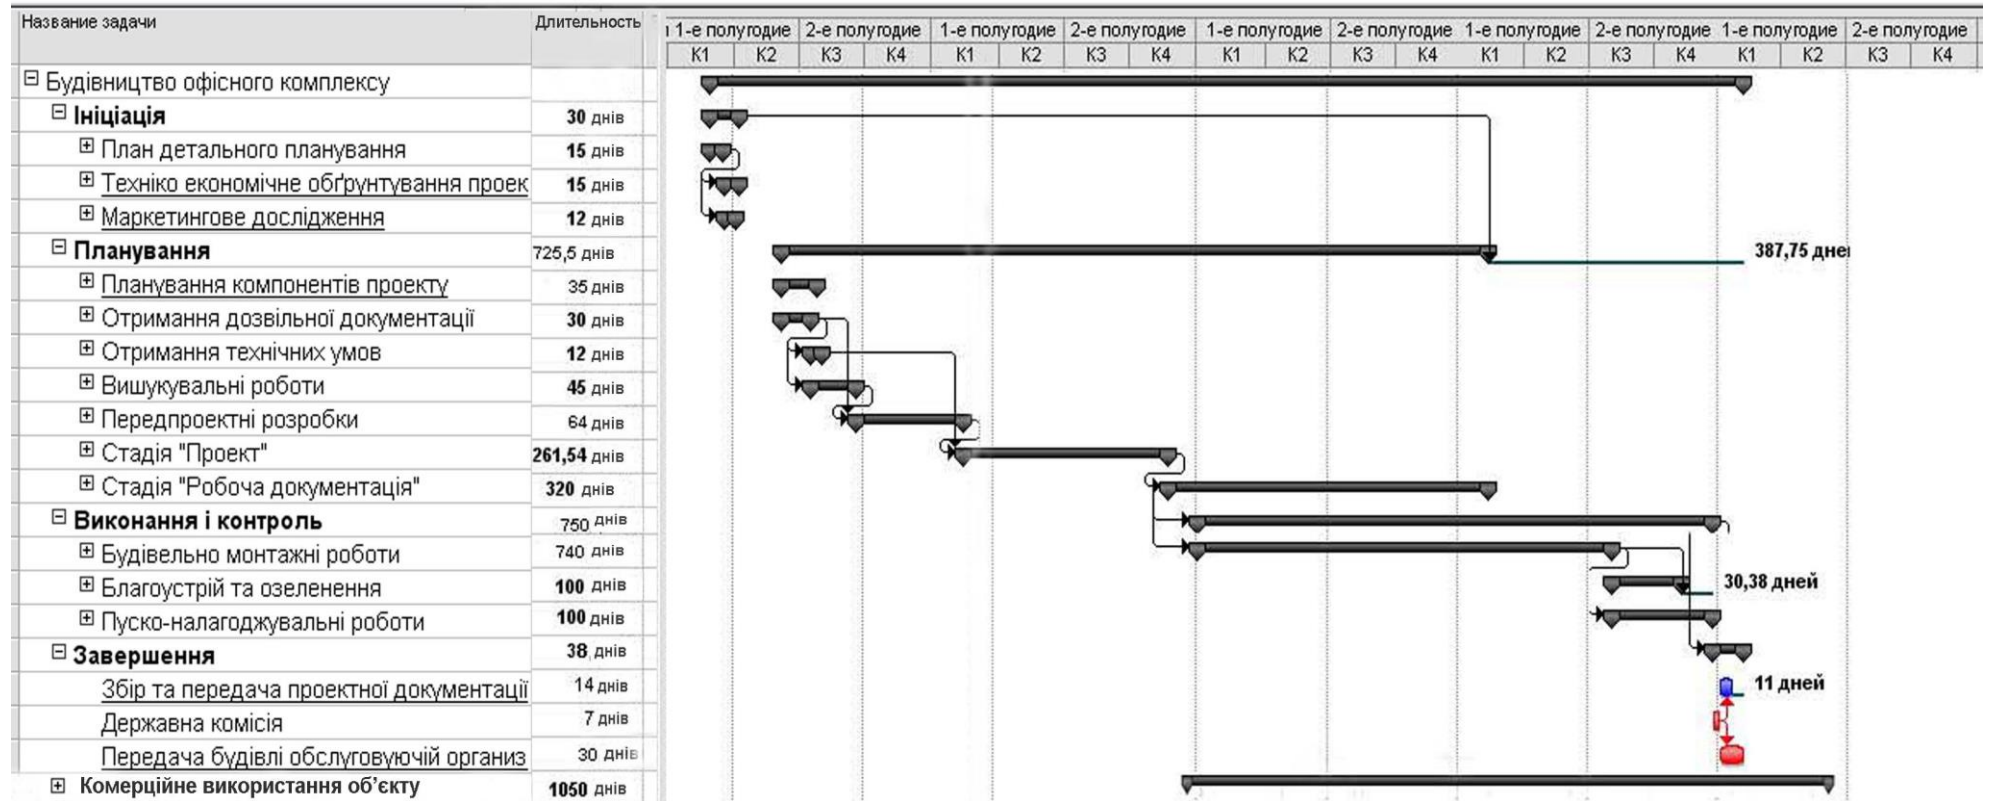 Название задачи Длительность
1-е полугодие 2-е полугодие 1-е полугодие 2-е полугодие 1-е полугодие 2-е полугодие 1-е полугодие 2-е полугодие 1-е полугодие 2-е полугодие
К1 К2 К3 К4 К1 К2 К3 К4 К1 К2 К3 К4 К1 К2 К3 К4 К1 К2 К3 К4
Будівництво офісного комплексу
Ініціація 30 днів
План детального планування 15 днів
Техніко економічне обґрунтування проек 15 днів
Маркетингове дослідження 12 днів
Планування 725,5 днів 387,75 дней
Планування компонентів проекту 35 днів
Отримання дозвільної документації 30 днів
Отримання технічних умов 12 днів
Вишукувальні роботи 45 днів
Передпроектні розробки 64 днів
Стадія "Проект" 261,54 днів
Стадія "Робоча документація" 320 днів
Виконання і контроль 750 днів
Будівельно монтажні роботи 740 днів
Благоустрій та озеленення 100 днів 30,38 дней
Пуско-налагоджувальні роботи 100 днів
Завершення 38 днів
Збір та передача проектної документації 14 днів 11 дней
Державна комісія 7 днів
Передача будівлі обслуговуючій організ 30 днів
Комерційне використання об’єкту 1050 днів